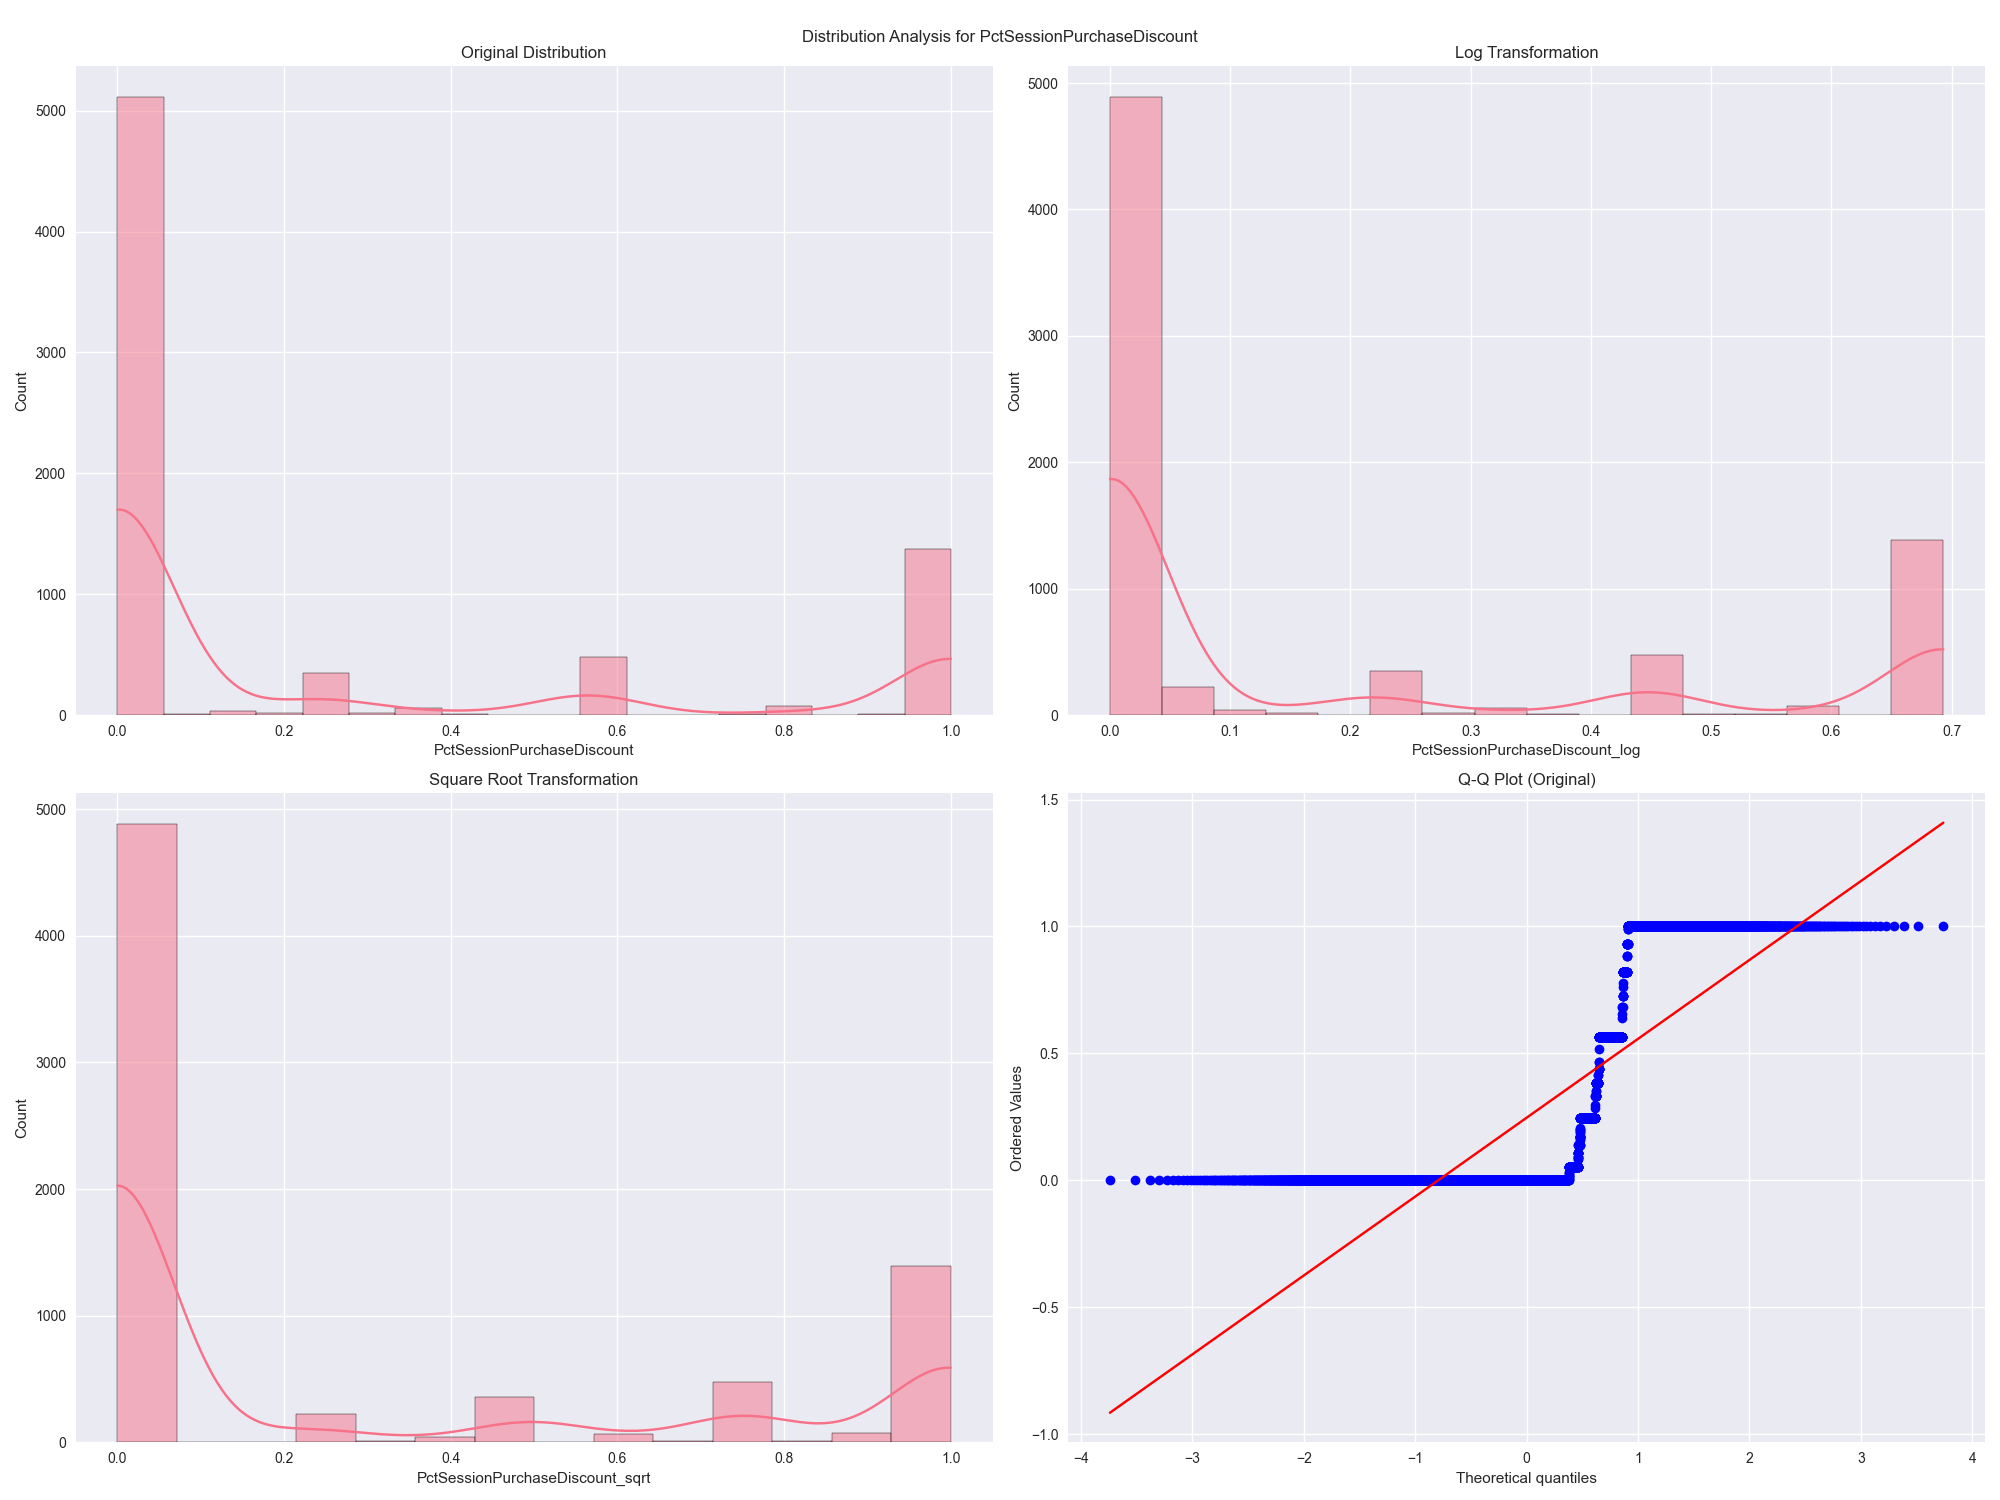 Distribution Analysis for PctSessionPurchaseDiscount
Original Distribution
5000
4000
3000
2000
1000
0
Count
0.0 0.2 0.4 0.6 0.8 1.0
PctSessionPurchaseDiscount
Log Transformation
5000
4000
3000
2000
1000
0
Count
0.0 0.1 0.2 0.3 0.4 0.5 0.6 0.7
PctSessionPurchaseDiscount_log
Square Root Transformation
5000
4000
3000
2000
1000
0
Count
0.0 0.2 0.4 0.6 0.8 1.0
PctSessionPurchaseDiscount_sqrt
Q-Q Plot (Original)
1.5
1.0
0.5
0.0
−0.5
−1.0
Ordered Values
−4 −3 −2 −1 0 1 2 3 4
Theoretical quantiles